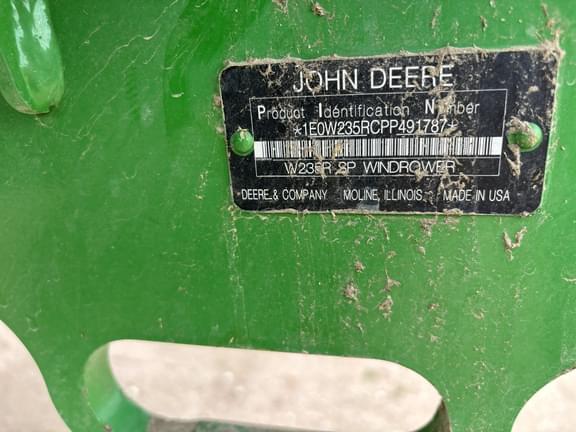 JOHN DEERE
Product Identification Number
*1E0W235RCPP491787*
W235R SP WINDROWER
DEERE & COMPANY MOLINE, ILLINOIS MADE IN USA